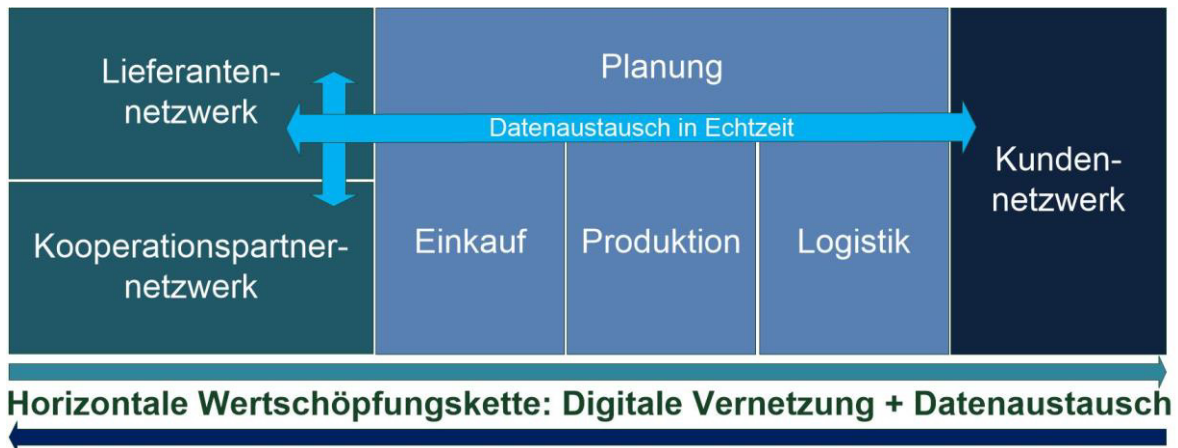 Lieferanten-
netzwerk
Planung
Datenaustausch in Echtzeit
Kunden-
netzwerk
Kooperationspartner-
netzwerk
Einkauf
Produktion
Logistik
Horizontale Wertschöpfungskette: Digitale Vernetzung + Datenaustausch